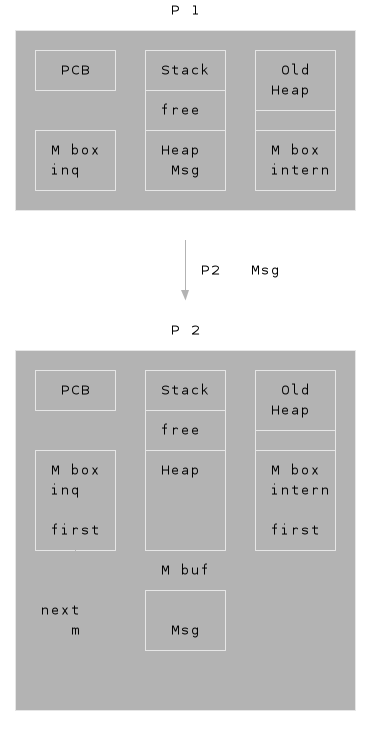 P 1
PCB Stack Old
Heap
free
M box Heap M box
inq Msg intern
P2 Msg
P 2
PCB Stack Old
Heap
free
M box Heap M box
inq intern
first first
M buf
next
m Msg